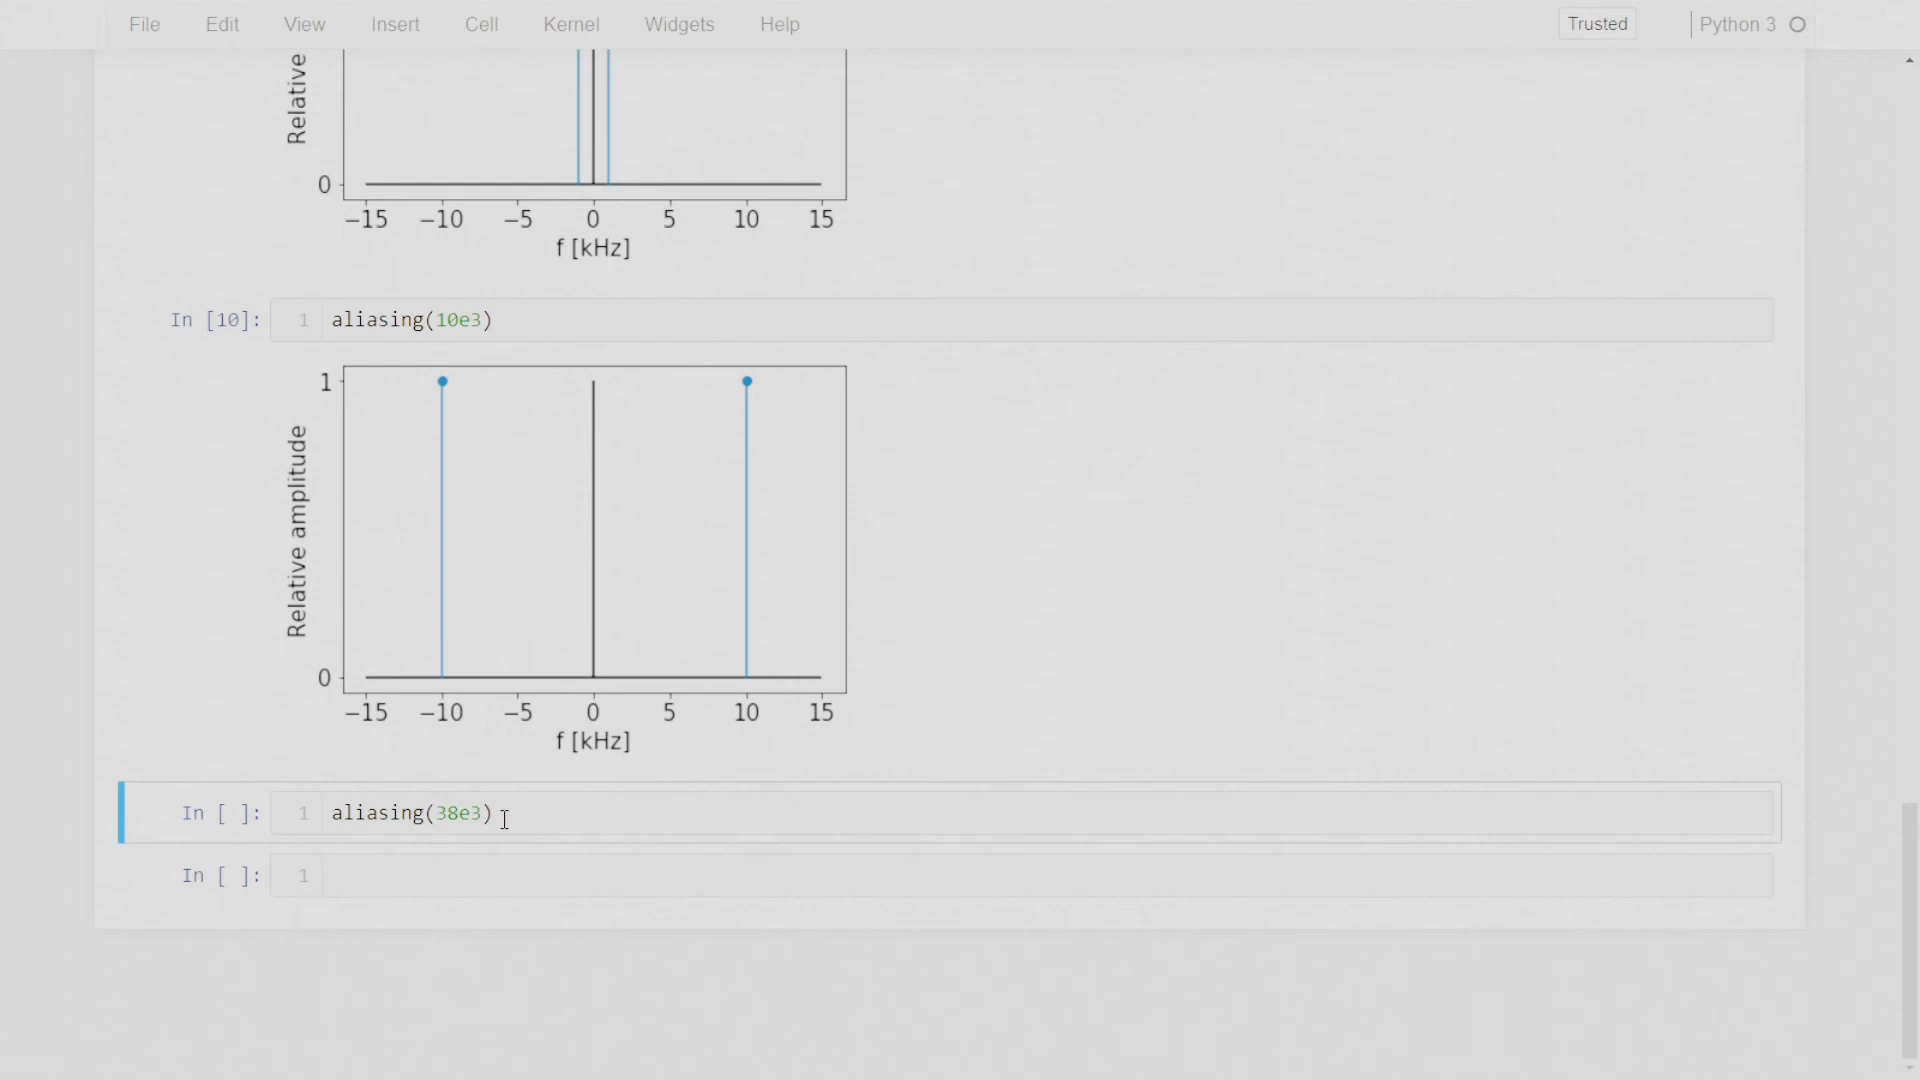 File Edit View Insert Cell Kernel Widgets Help Trusted Python 3
Relative
0
−15 −10 −5 0 5 10 15
f [kHz]
In [10]: 1 aliasing(10e3)
1
Relative amplitude
0
−15 −10 −5 0 5 10 15
f [kHz]
In [ ]: 1 aliasing(38e3)
In [ ]: 1